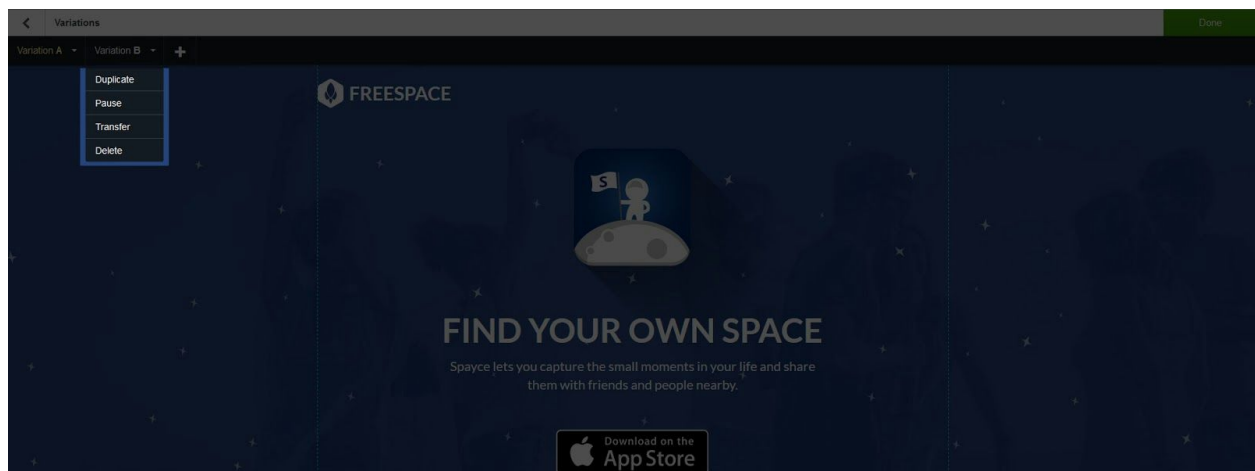 Variations
Done
Variation A
Variation B
Duplicate
Pause
Transfer
Delete
FREESPACE
S
FIND YOUR OWN SPACE
Spayce lets you capture the small moments in your life and share
them with friends and people nearby.
Download on the
App Store